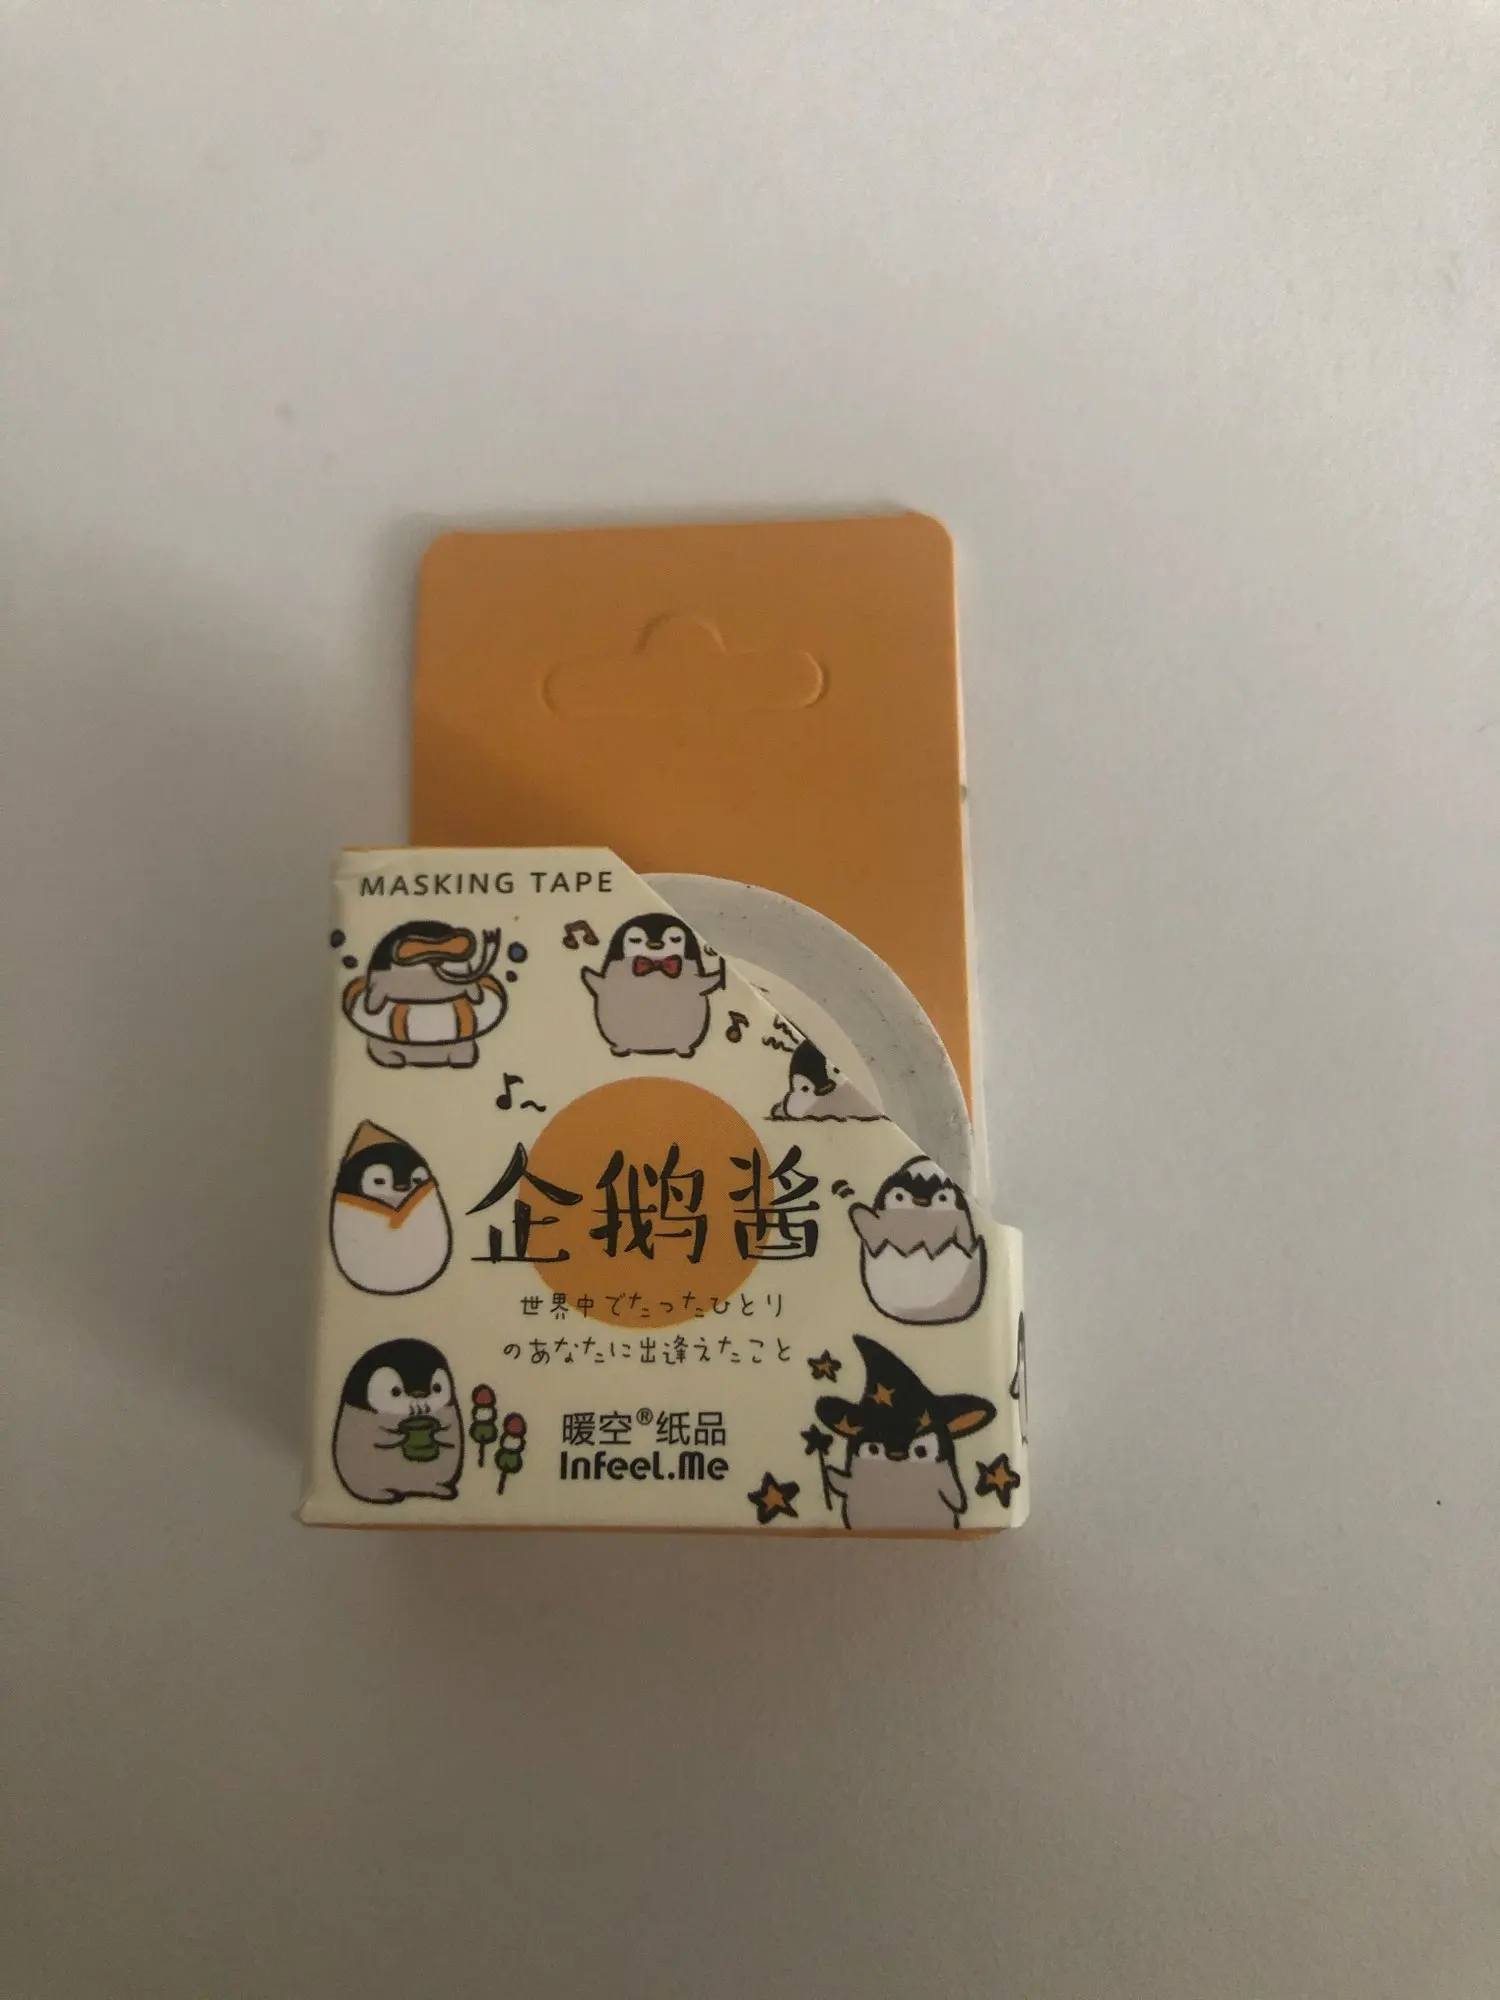 MASKING TAPE
企鹅酱
世界中でたったひとり
のあなたに出逢えたこと
暖空®纸品
InFeeL.Me